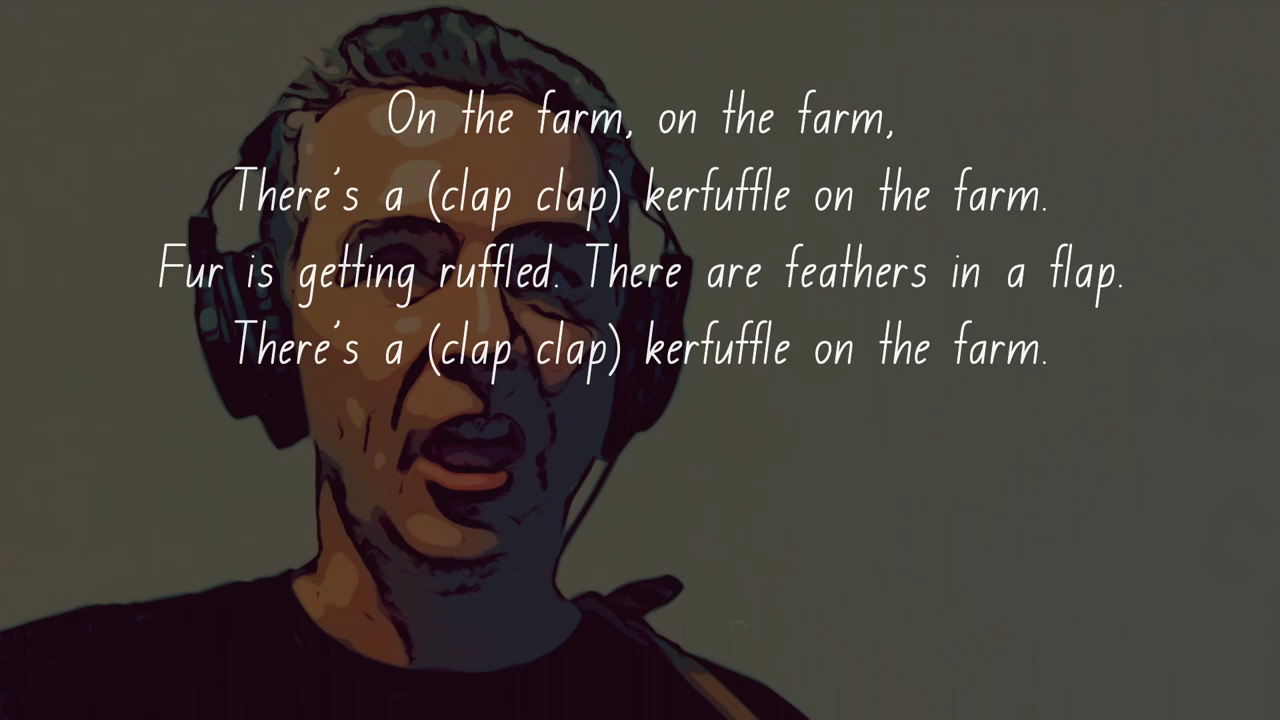 On the farm, on the farm,
There's a (clap clap) kerfuffle on the farm.
Fur is getting ruffled. There are feathers in a flap.
There's a (clap clap) kerfuffle on the farm.